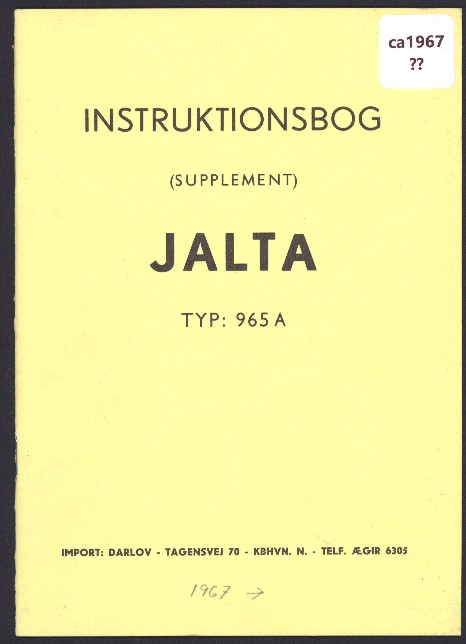 ca1967
??
INSTRUKTIONSBOG
(SUPPLEMENT)
JALTA
TYP: 965 A
IMPORT: DARLOV - TAGENSVEJ 70 - KBHVN. N. - TELF. ÆGIR 6305
1967 →